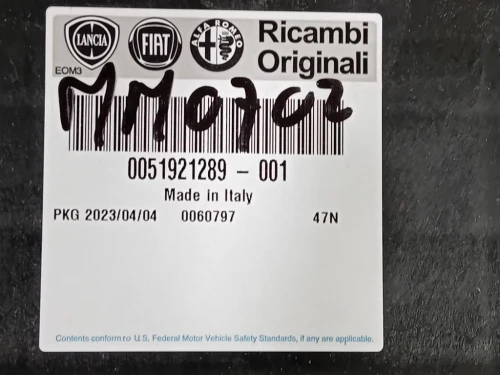 LANCIA FIAT ALFA ROMEO Ricambi
Originali
EOM3
MM0702
0051921289 - 001
Made in Italy
PKG 2023/04/04 0060797 47N
Contents conform ro U.S. Federal Motor Vehicle Safety Standards, if any are applicable.